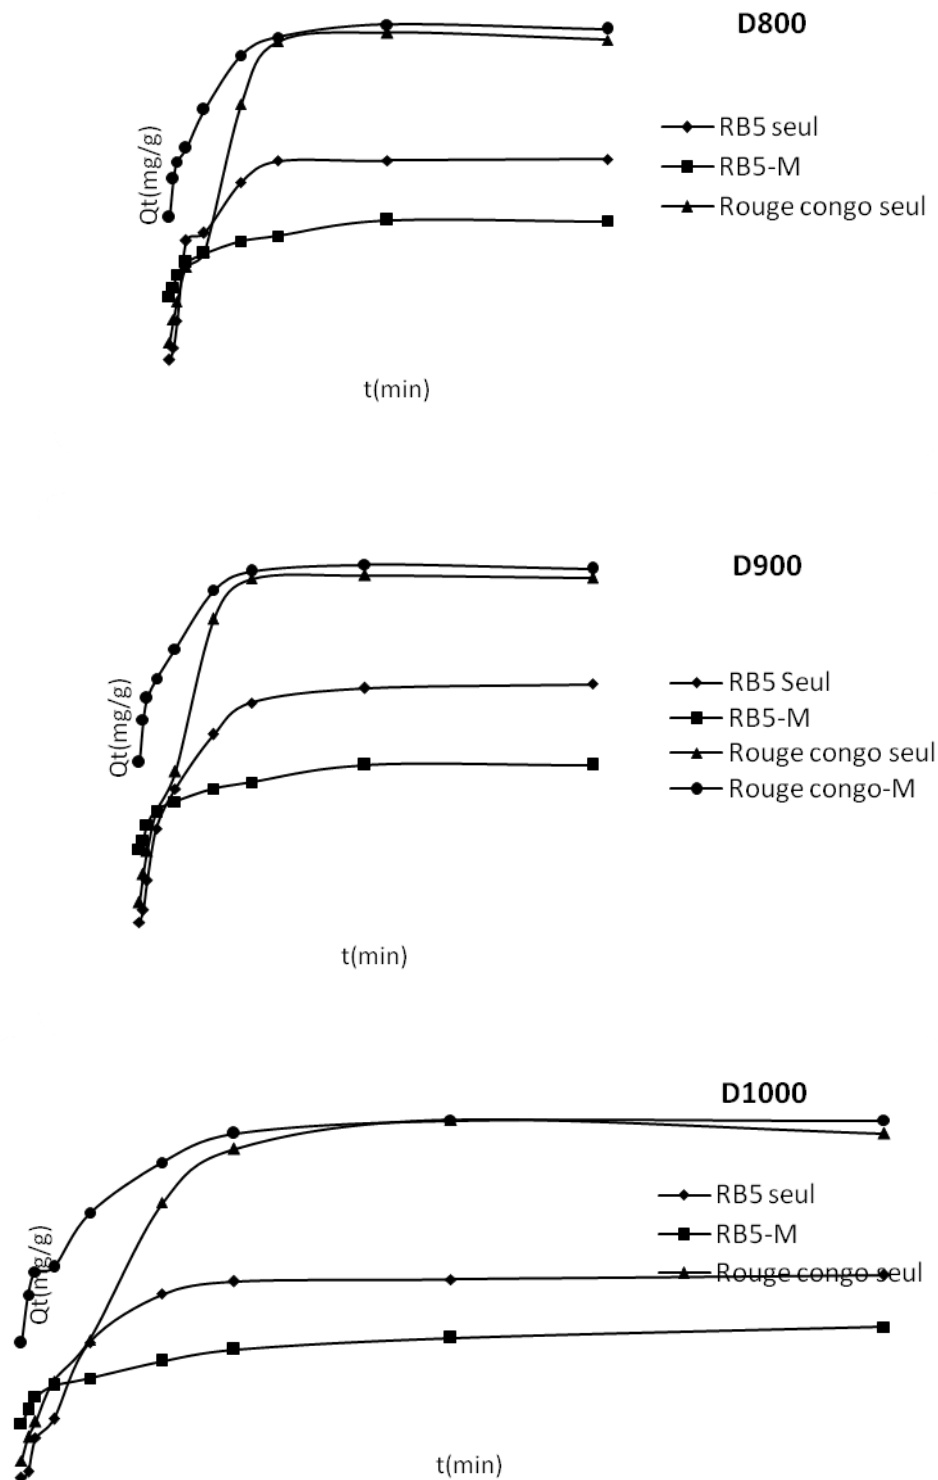 D800
RB5 seul
RB5-M
Rouge congo seul
Qt(mg/g)
t(min)
D900
RB5 Seul
RB5-M
Rouge congo seul
Rouge congo-M
Qt(mg/g)
t(min)
D1000
RB5 seul
RB5-M
Rouge congo seul
Qt(mg/g)
t(min)